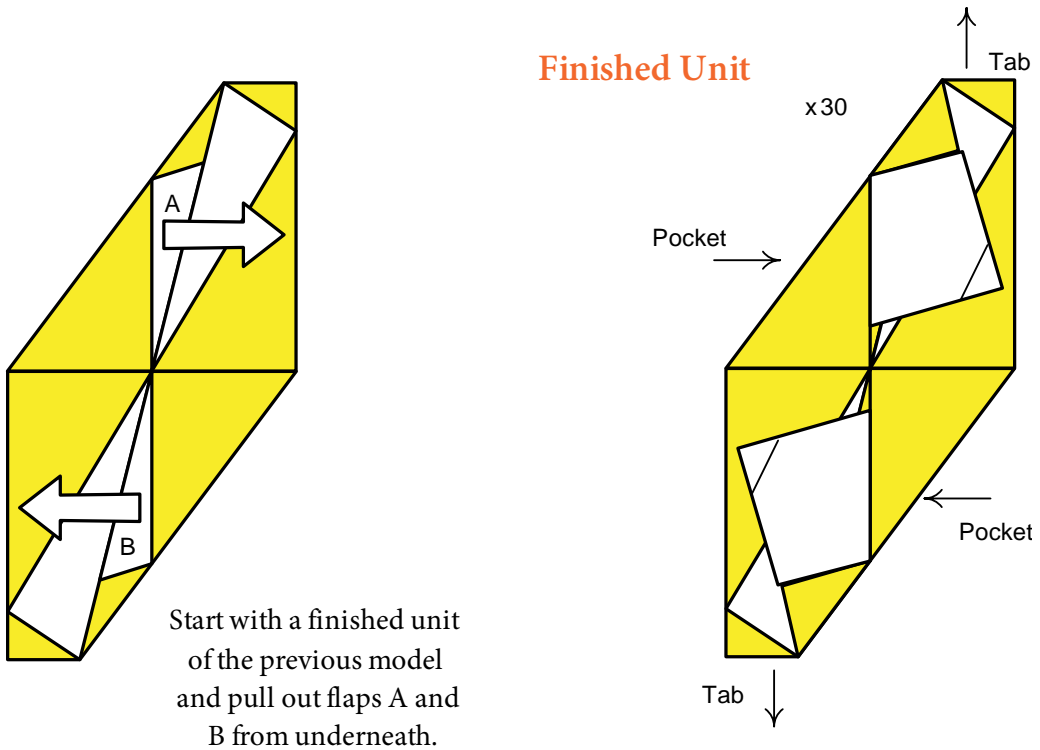 Finished Unit
x 30
Tab
Pocket
Pocket
Tab
A
B
Start with a finished unit
of the previous model
and pull out flaps A and
B from underneath.